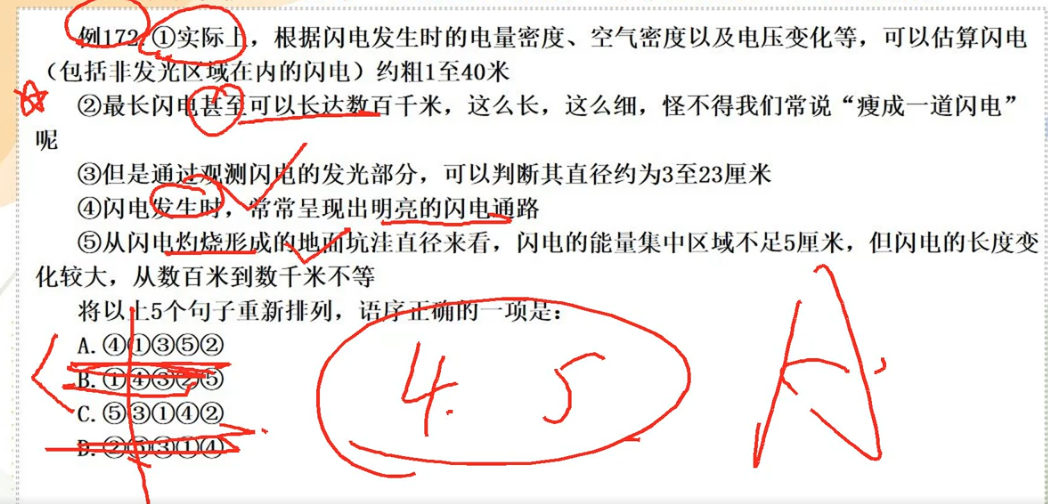 例172 ①实际上，根据闪电发生时的电量密度、空气密度以及电压变化等，可以估算闪电
（包括非发光区域在内的闪电）约粗1至40米
②最长闪电甚至可以长达数百千米，这么长，这么细，怪不得我们常说“瘦成一道闪电”
呢
③但是通过观测闪电的发光部分，可以判断其直径约为3至23厘米
④闪电发生时，常常呈现出明亮的闪电通路
⑤从闪电灼烧形成的地面坑洼直径来看，闪电的能量集中区域不足5厘米，但闪电的长度变
化较大，从数百米到数千米不等
将以上5个句子重新排列，语序正确的一项是：
A.④①③⑤②
B.①④③②⑤
C.⑤③①④②
D.②⑤③①④
4. 5
A